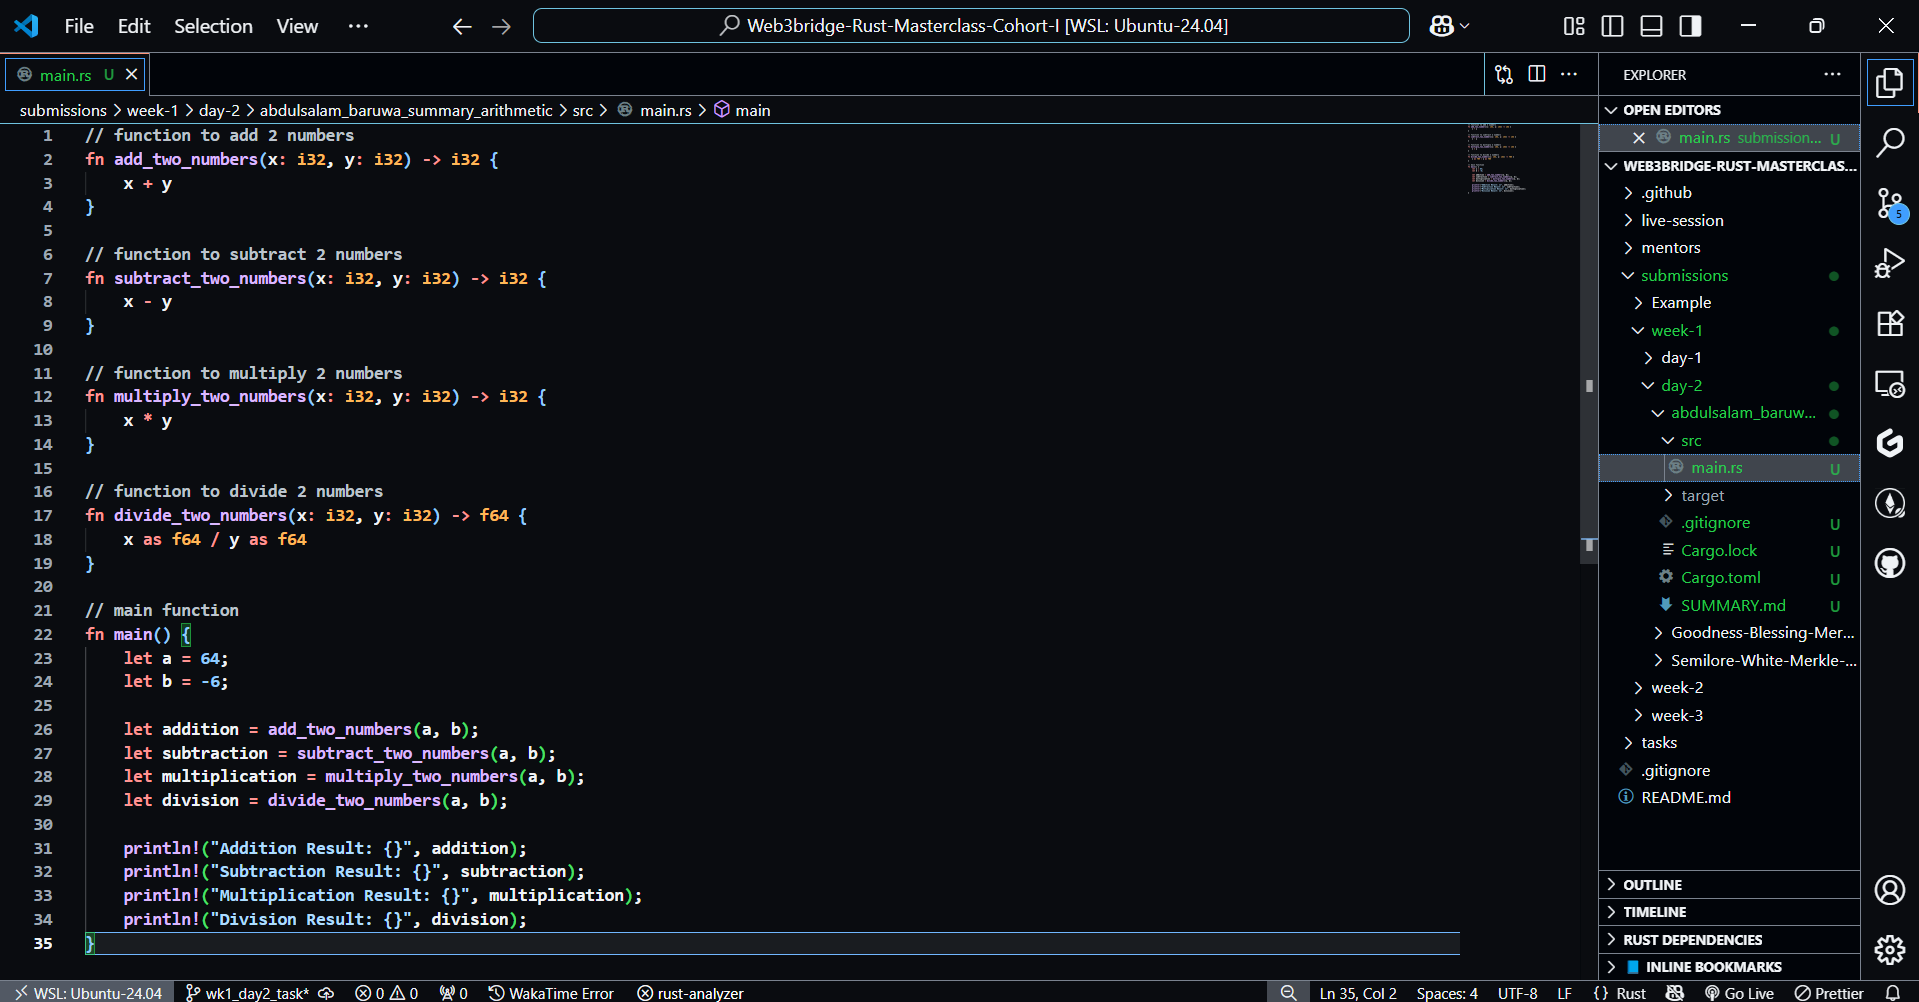 File Edit Selection View ··· Web3bridge-Rust-Masterclass-Cohort-I [WSL: Ubuntu-24.04]
main.rs U
submissions > week-1 > day-2 > abdulsalam_baruwa_summary_arithmetic > src > main.rs > main
1 // function to add 2 numbers
2 fn add_two_numbers(x: i32, y: i32) -> i32 {
3     x + y
4 }
5
6 // function to subtract 2 numbers
7 fn subtract_two_numbers(x: i32, y: i32) -> i32 {
8     x - y
9 }
10
11 // function to multiply 2 numbers
12 fn multiply_two_numbers(x: i32, y: i32) -> i32 {
13     x * y
14 }
15
16 // function to divide 2 numbers
17 fn divide_two_numbers(x: i32, y: i32) -> f64 {
18     x as f64 / y as f64
19 }
20
21 // main function
22 fn main() {
23     let a = 64;
24     let b = -6;
25
26     let addition = add_two_numbers(a, b);
27     let subtraction = subtract_two_numbers(a, b);
28     let multiplication = multiply_two_numbers(a, b);
29     let division = divide_two_numbers(a, b);
30
31     println!("Addition Result: {}", addition);
32     println!("Subtraction Result: {}", subtraction);
33     println!("Multiplication Result: {}", multiplication);
34     println!("Division Result: {}", division);
35 }
EXPLORER
OPEN EDITORS
main.rs submission... U
WEB3BRIDGE-RUST-MASTERCLAS...
.github
live-session
mentors
submissions
Example
week-1
day-1
day-2
abdulsalam_baruw...
src
main.rs U
target
.gitignore U
Cargo.lock U
Cargo.toml U
SUMMARY.md U
Goodness-Blessing-Mer...
Semilore-White-Merkle-...
week-2
week-3
tasks
.gitignore
README.md
OUTLINE
TIMELINE
RUST DEPENDENCIES
INLINE BOOKMARKS
5
WSL: Ubuntu-24.04 wk1_day2_task* 0 0 0 WakaTime Error rust-analyzer Ln 35, Col 2 Spaces: 4 UTF-8 LF {} Rust Go Live Prettier